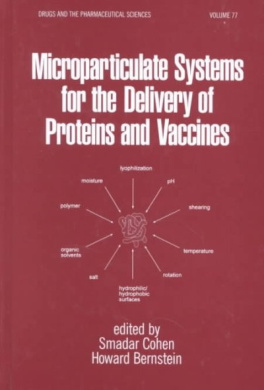 DRUGS AND THE PHARMACEUTICAL SCIENCES VOLUME 77
Microparticulate Systems
for the Delivery of
Proteins and Vaccines
lyophilization
moisture
pH
polymer
shearing
organic
solvents
temperature
salt
rotation
hydrophilic/
hydrophobic
surfaces
edited by
Smadar Cohen
Howard Bernstein